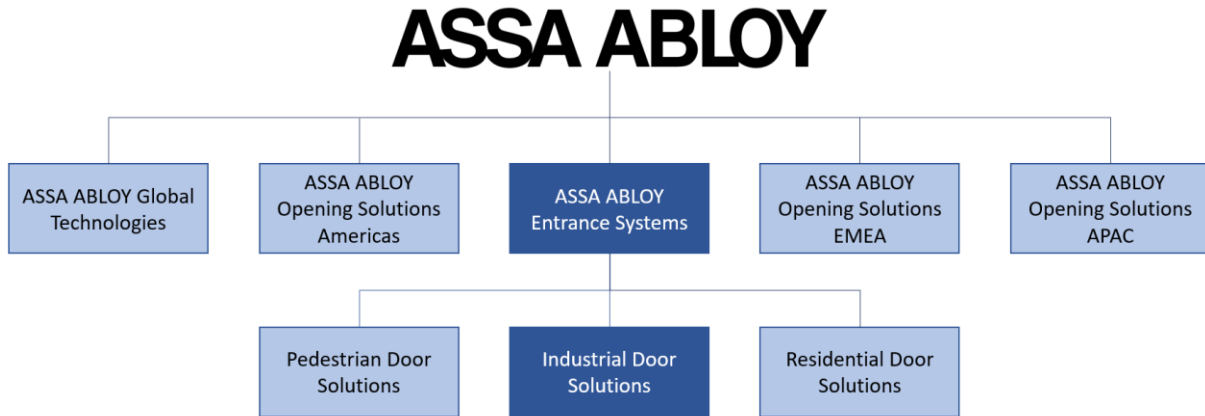 ASSA ABLOY
ASSA ABLOY Global
Technologies
ASSA ABLOY
Opening Solutions
Americas
ASSA ABLOY
Entrance Systems
ASSA ABLOY
Opening Solutions
EMEA
ASSA ABLOY
Opening Solutions
APAC
Pedestrian Door
Solutions
Industrial Door
Solutions
Residential Door
Solutions